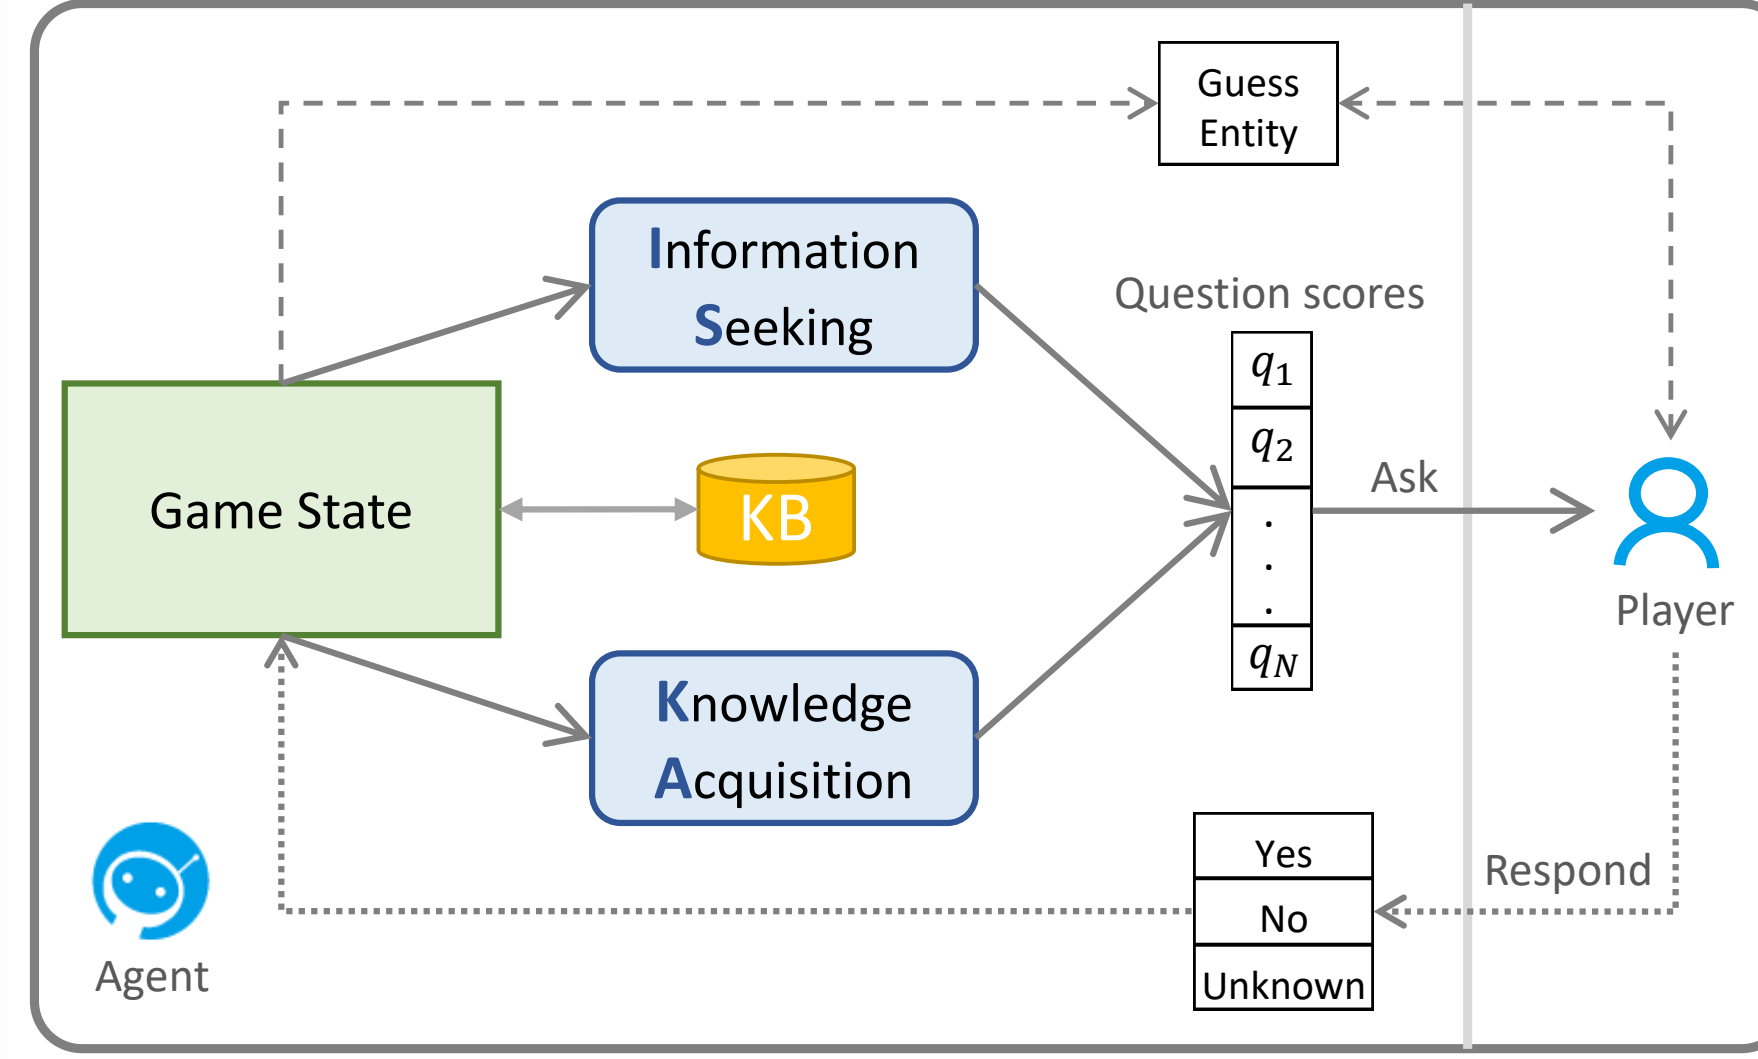 Guess
Entity
Information
Seeking
Question scores
q₁
q₂
Ask
Game State
KB
.
.
.
Player
q_N
Knowledge
Acquisition
Yes
Respond
No
Unknown
Agent